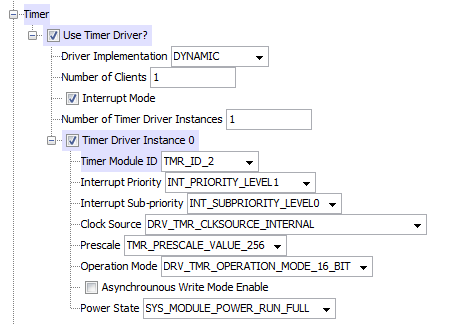 Timer
Use Timer Driver?
Driver Implementation DYNAMIC
Number of Clients 1
Interrupt Mode
Number of Timer Driver Instances 1
Timer Driver Instance 0
Timer Module ID TMR_ID_2
Interrupt Priority INT_PRIORITY_LEVEL1
Interrupt Sub-priority INT_SUBPRIORITY_LEVEL0
Clock Source DRV_TMR_CLKSOURCE_INTERNAL
Prescale TMR_PRESCALE_VALUE_256
Operation Mode DRV_TMR_OPERATION_MODE_16_BIT
Asynchrounous Write Mode Enable
Power State SYS_MODULE_POWER_RUN_FULL